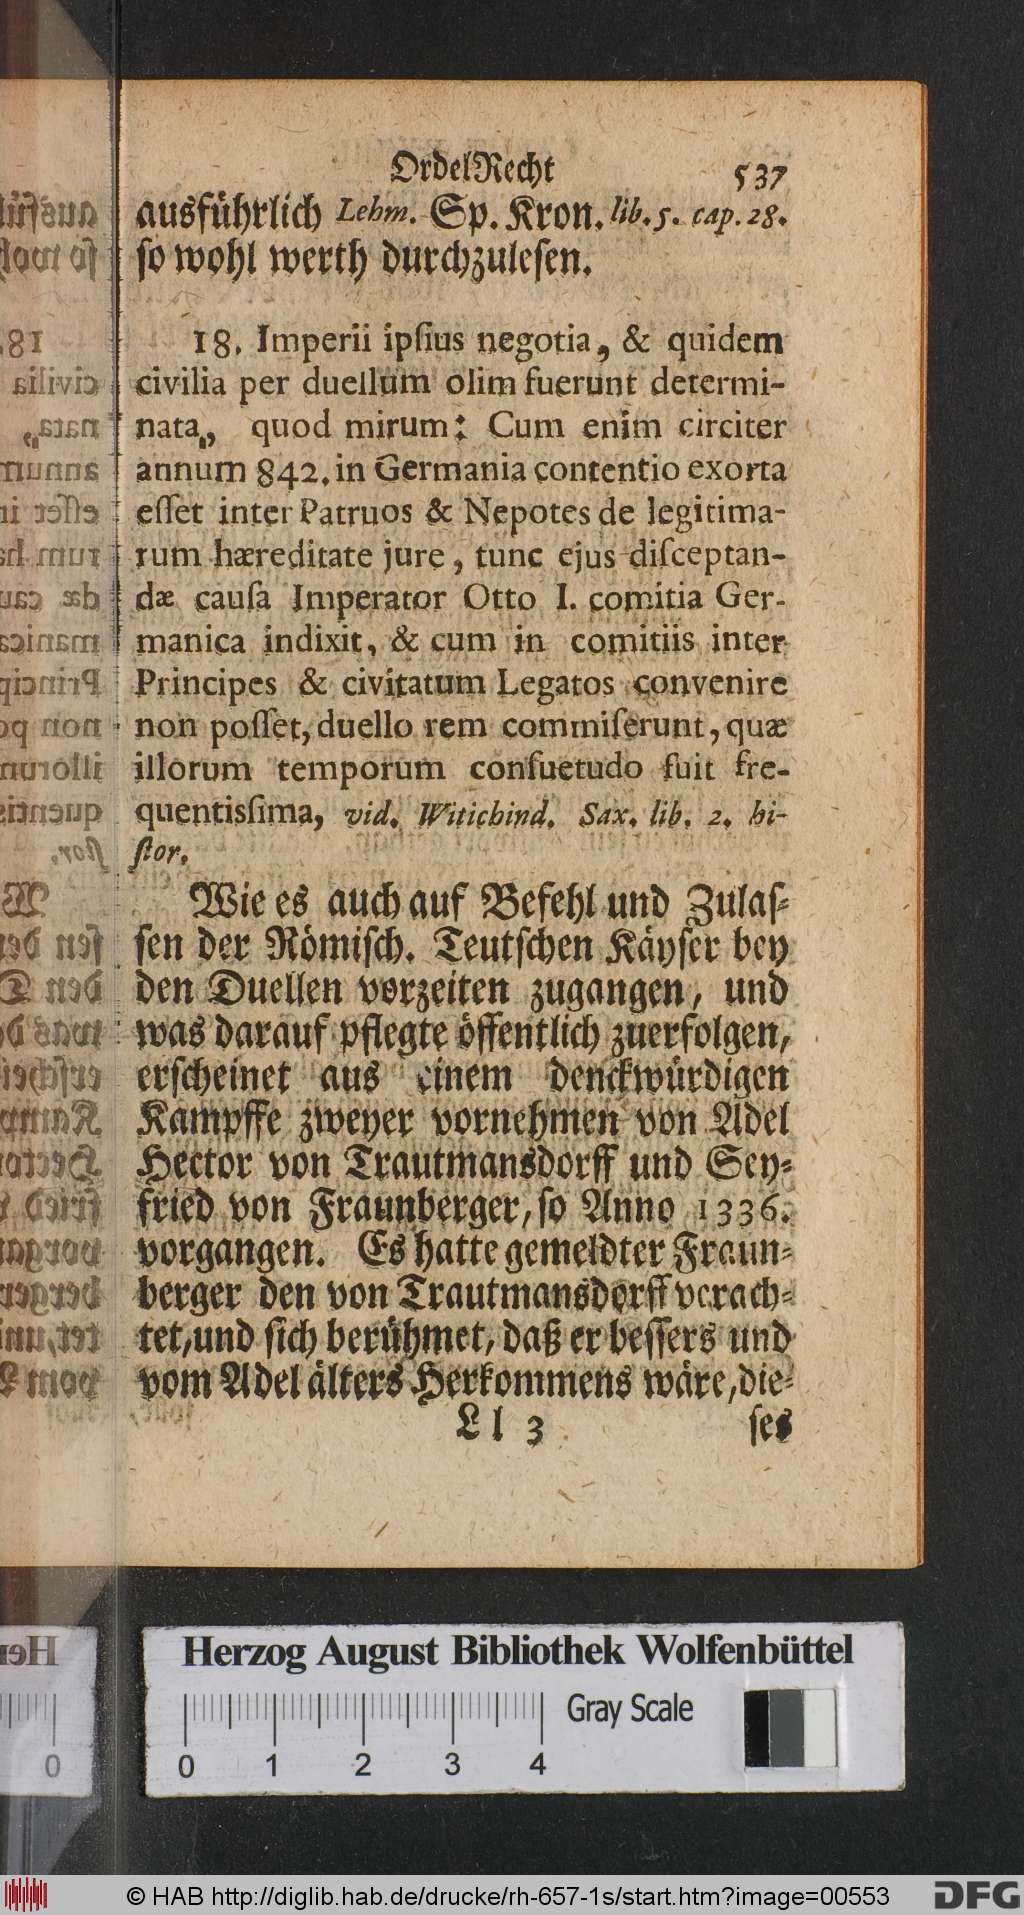 OrdelRecht 537
ausführlich Lehm. Sp. Kron. lib. 5. cap. 28.
so wohl werth durchzulesen.
18. Imperii ipſius negotia, & quidem
civilia per duellum olim fuerunt determi-
nata, quod mirum: Cum enim circiter
annum 842. in Germania contentio exorta
eſſet inter Patruos & Nepotes de legitima-
rum hæreditate jure, tunc ejus diſceptan-
dæ cauſa Imperator Otto I. comitia Ger-
manica indixit, & cum in comitiis inter
Principes & civitatum Legatos convenire
non poſſet, duello rem commiſerunt, quæ
illorum temporum conſuetudo fuit fre-
quentisſima, vid. Witichind. Sax. lib. 2. hi-
ſtor.
Wie es auch auf Befehl und Zulaſ-
ſen der Römiſch. Teutſchen Käyſer bey
den Duellen vorzeiten zugangen, und
was darauf pflegte öffentlich zuerfolgen,
erſcheinet aus einem denckwürdigen
Kampffe zweyer vornehmen von Adel
Hector von Trautmansdorff und Sey-
fried von Fraunberger, ſo Anno 1336.
vorgangen. Es hatte gemeldter Fraun-
berger den von Trautmansdorff verach-
tet, und ſich berühmet, daß er beſſers und
vom Adel älters Herkommens wäre, die-
Ll 3 ſes
Herzog August Bibliothek Wolfenbüttel
Gray Scale
0 1 2 3 4
© HAB http://diglib.hab.de/drucke/rh-657-1s/start.htm?image=00553
DFG